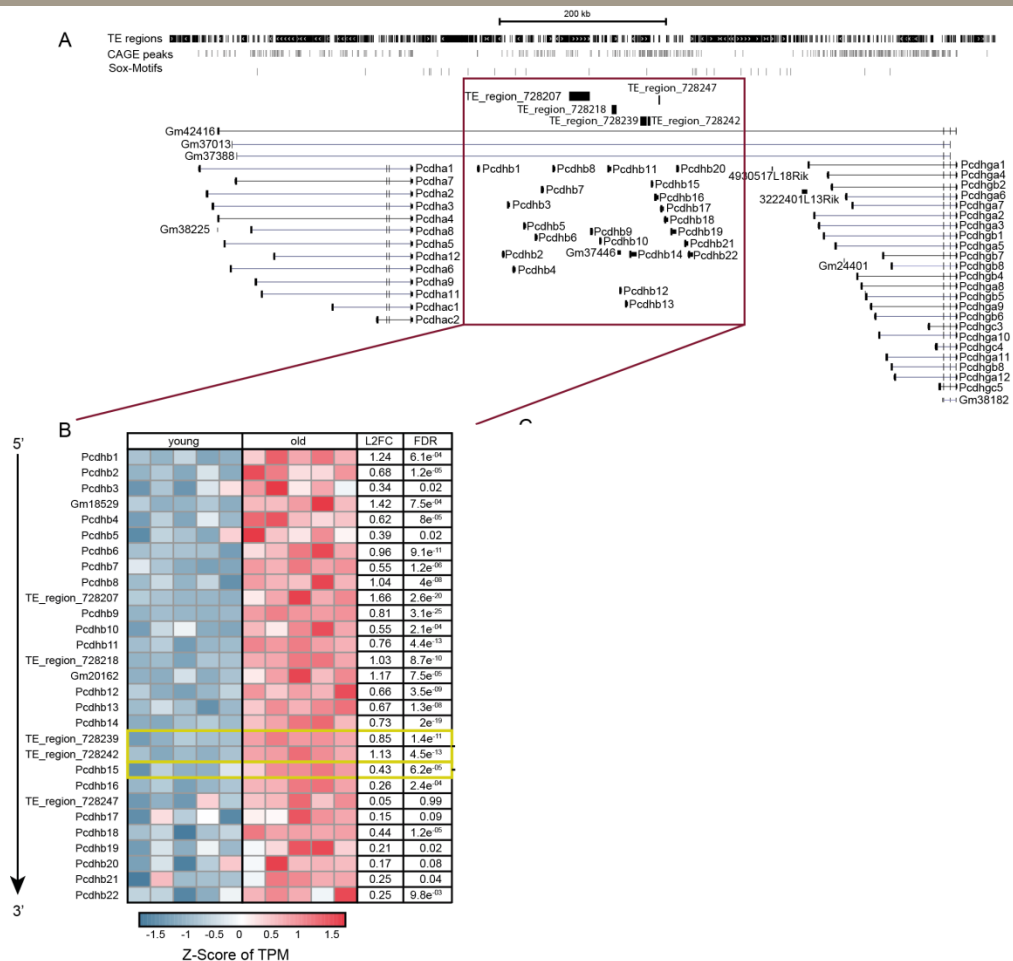 200 kb
A
TE regions
CAGE peaks
Sox-Motifs
TE_region_728247
TE_region_728207
TE_region_728218
TE_region_728239 TE_region_728242
Gm42416
Gm37013
Gm37388
Pcdha1
Pcdha7
Pcdha2
Pcdha3
Pcdha4
Gm38225
Pcdha8
Pcdha5
Pcdha12
Pcdha6
Pcdha9
Pcdha11
Pcdhac1
Pcdhac2
Pcdhb1 Pcdhb8 Pcdhb11 Pcdhb20
Pcdhb7 Pcdhb15
Pcdhb16
Pcdhb3 Pcdhb17
Pcdhb18
Pcdhb5 Pcdhb9 Pcdhb19
Pcdhb6 Pcdhb10 Pcdhb21
Pcdhb2 Gm37446 Pcdhb14 Pcdhb22
Pcdhb4
Pcdhb12
Pcdhb13
4930517L18Rik
3222401L13Rik
Pcdhga1
Pcdhga4
Pcdhgb2
Pcdhga6
Pcdhga7
Pcdhga2
Pcdhga3
Pcdhgb1
Pcdhga5
Pcdhgb7
Gm24401
Pcdhgb8
Pcdhgb4
Pcdhga8
Pcdhgb5
Pcdhga9
Pcdhgb6
Pcdhgc3
Pcdhga10
Pcdhgc4
Pcdhga11
Pcdhgb8
Pcdhga12
Pcdhgc5
Gm38182
B
5'
3'
young old L2FC FDR
Pcdhb1 1.24 6.1e-04
Pcdhb2 0.68 1.2e-05
Pcdhb3 0.34 0.02
Gm18529 1.42 7.5e-04
Pcdhb4 0.62 8e-05
Pcdhb5 0.39 0.02
Pcdhb6 0.96 9.1e-11
Pcdhb7 0.55 1.2e-06
Pcdhb8 1.04 4e-08
TE_region_728207 1.66 2.6e-20
Pcdhb9 0.81 3.1e-25
Pcdhb10 0.55 2.1e-04
Pcdhb11 0.76 4.4e-13
TE_region_728218 1.03 8.7e-10
Gm20162 1.17 7.5e-05
Pcdhb12 0.66 3.5e-09
Pcdhb13 0.67 1.3e-08
Pcdhb14 0.73 2e-19
TE_region_728239 0.85 1.4e-11
TE_region_728242 1.13 4.5e-13
Pcdhb15 0.43 6.2e-05
Pcdhb16 0.26 2.4e-04
TE_region_728247 0.05 0.99
Pcdhb17 0.15 0.09
Pcdhb18 0.44 1.2e-05
Pcdhb19 0.21 0.02
Pcdhb20 0.17 0.08
Pcdhb21 0.25 0.04
Pcdhb22 0.25 9.8e-03
-1.5 -1 -0.5 0 0.5 1 1.5
Z-Score of TPM